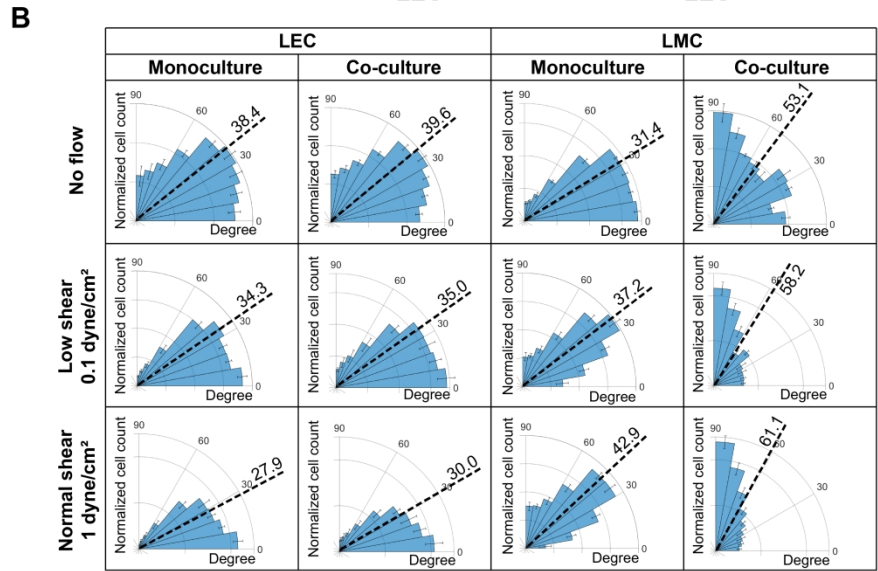 B
LEC LMC
Monoculture Co-culture Monoculture Co-culture
No flow
Normalized cell count 90 60 38.4 30 0 Degree
Normalized cell count 90 60 39.6 30 0 Degree
Normalized cell count 90 60 31.4 30 0 Degree
Normalized cell count 90 60 53.1 30 0 Degree
Low shear
0.1 dyne/cm²
Normalized cell count 90 60 34.3 30 0 Degree
Normalized cell count 90 60 35.0 30 0 Degree
Normalized cell count 90 60 37.2 30 0 Degree
Normalized cell count 90 60 58.2 30 0 Degree
Normal shear
1 dyne/cm²
Normalized cell count 90 60 27.9 30 0 Degree
Normalized cell count 90 60 30.0 30 0 Degree
Normalized cell count 90 60 42.9 30 0 Degree
Normalized cell count 90 60 61.1 30 0 Degree